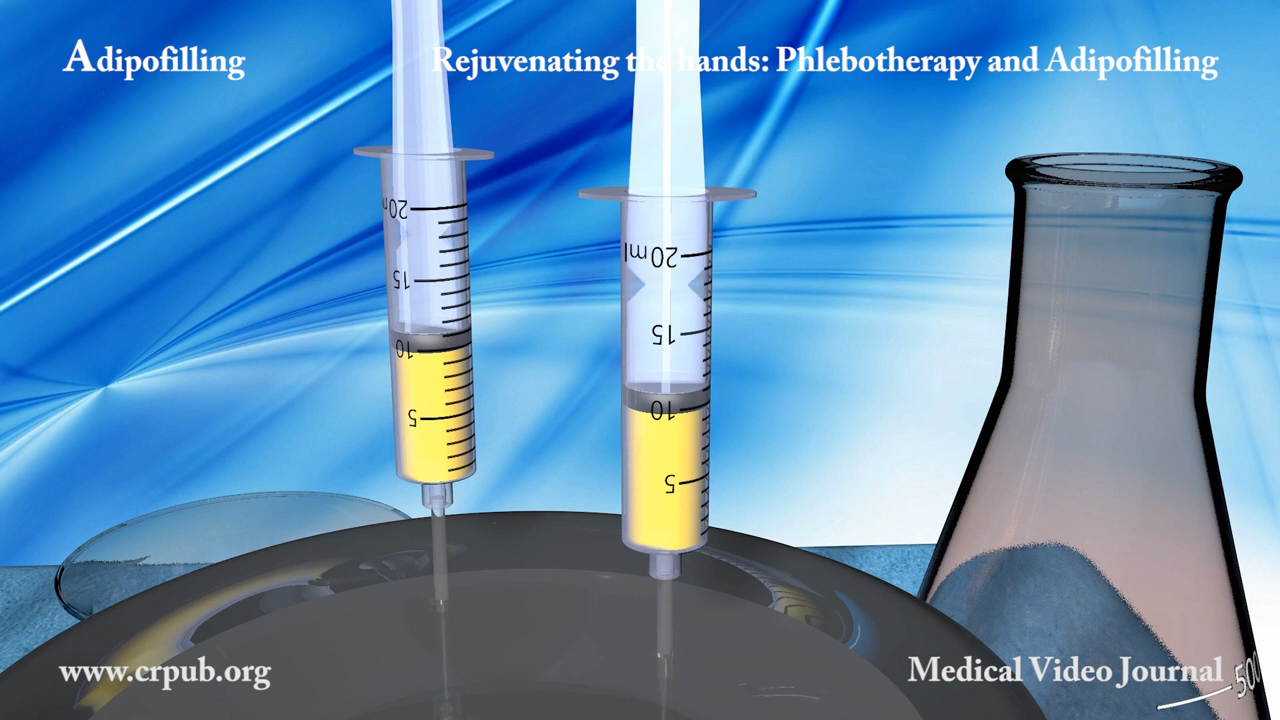 Adipofilling
Rejuvenating the hands: Phlebotherapy and Adipofilling
20
15
10
5
20ml
15
10
5
500
www.crpub.org
Medical Video Journal